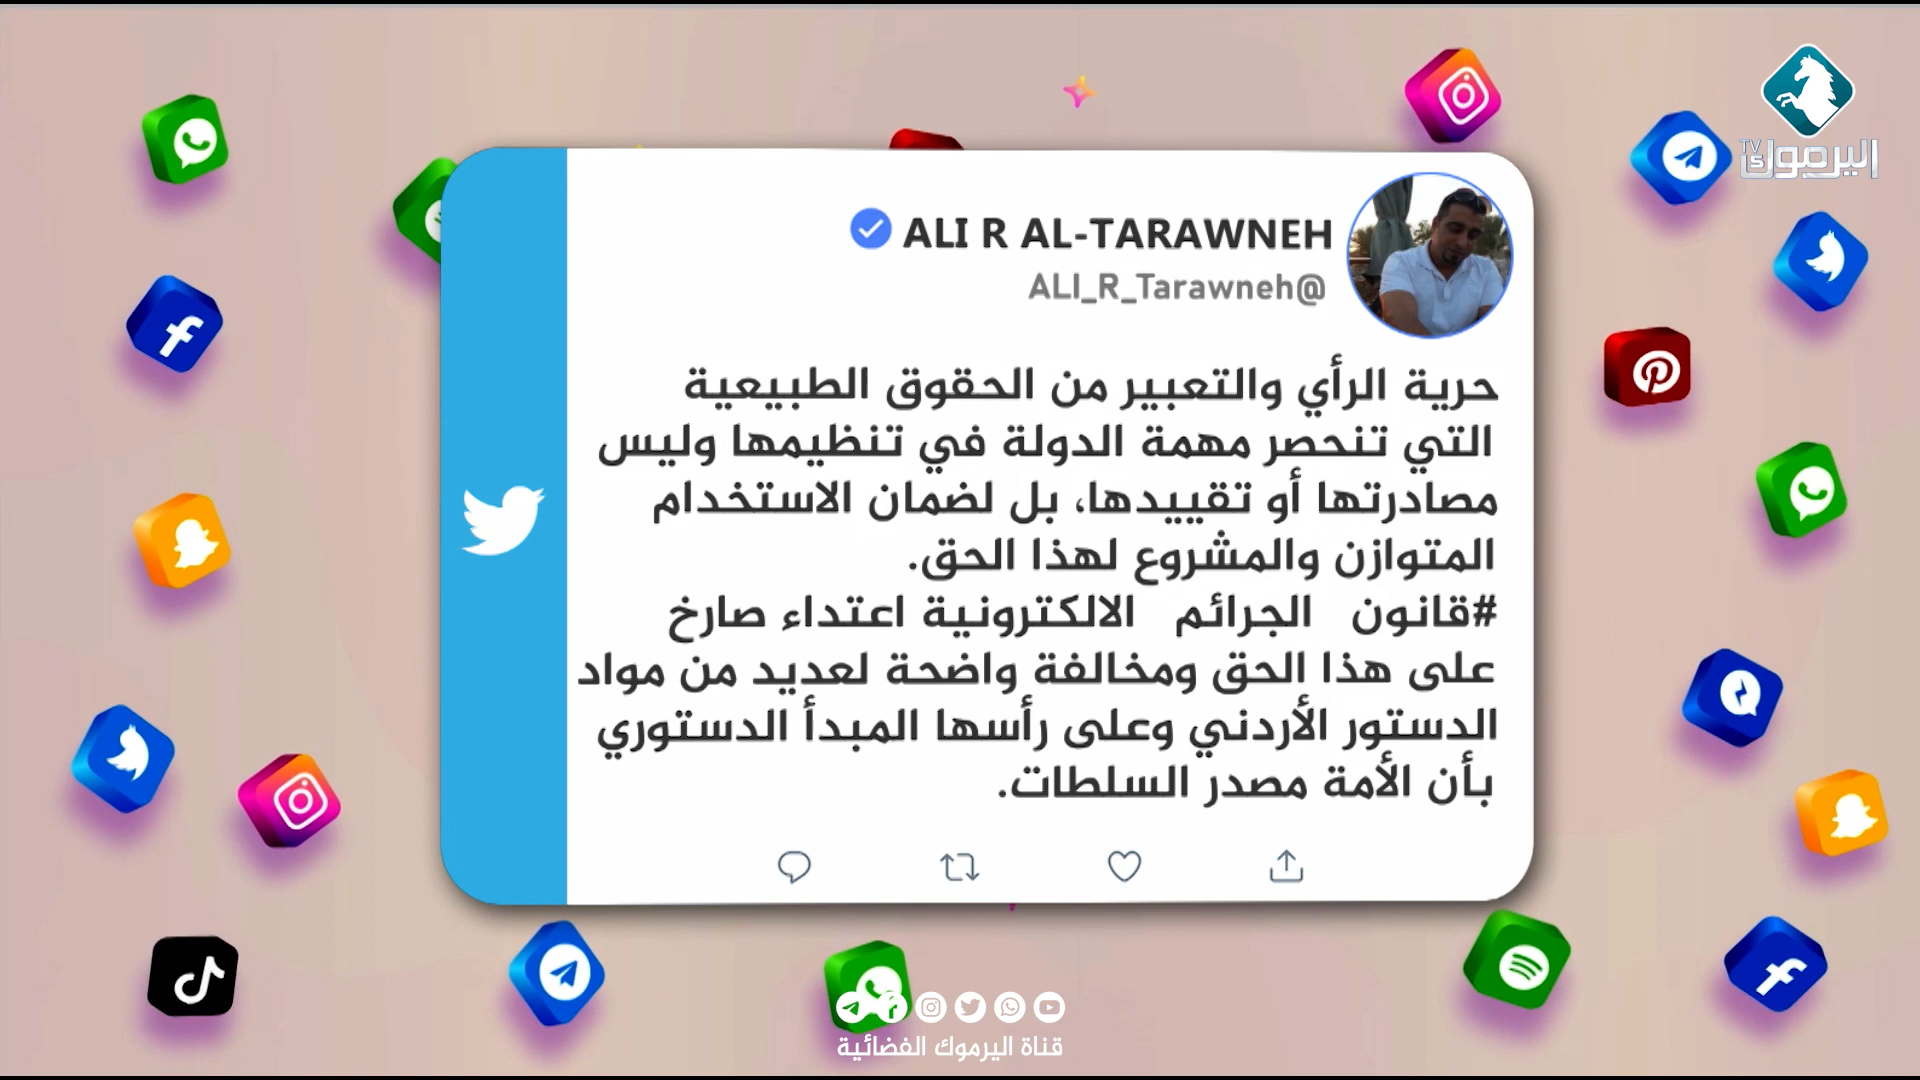 اليرموك
TV
ALI R AL-TARAWNEH
ALI_R_Tarawneh@
حرية الرأي والتعبير من الحقوق الطبيعية
التي تنحصر مهمة الدولة في تنظيمها وليس
مصادرتها أو تقييدها، بل لضمان الاستخدام
المتوازن والمشروع لهذا الحق.
#قانون الجرائم الالكترونية اعتداء صارخ
على هذا الحق ومخالفة واضحة لعديد من مواد
الدستور الأردني وعلى رأسها المبدأ الدستوري
بأن الأمة مصدر السلطات.
قناة اليرموك الفضائية